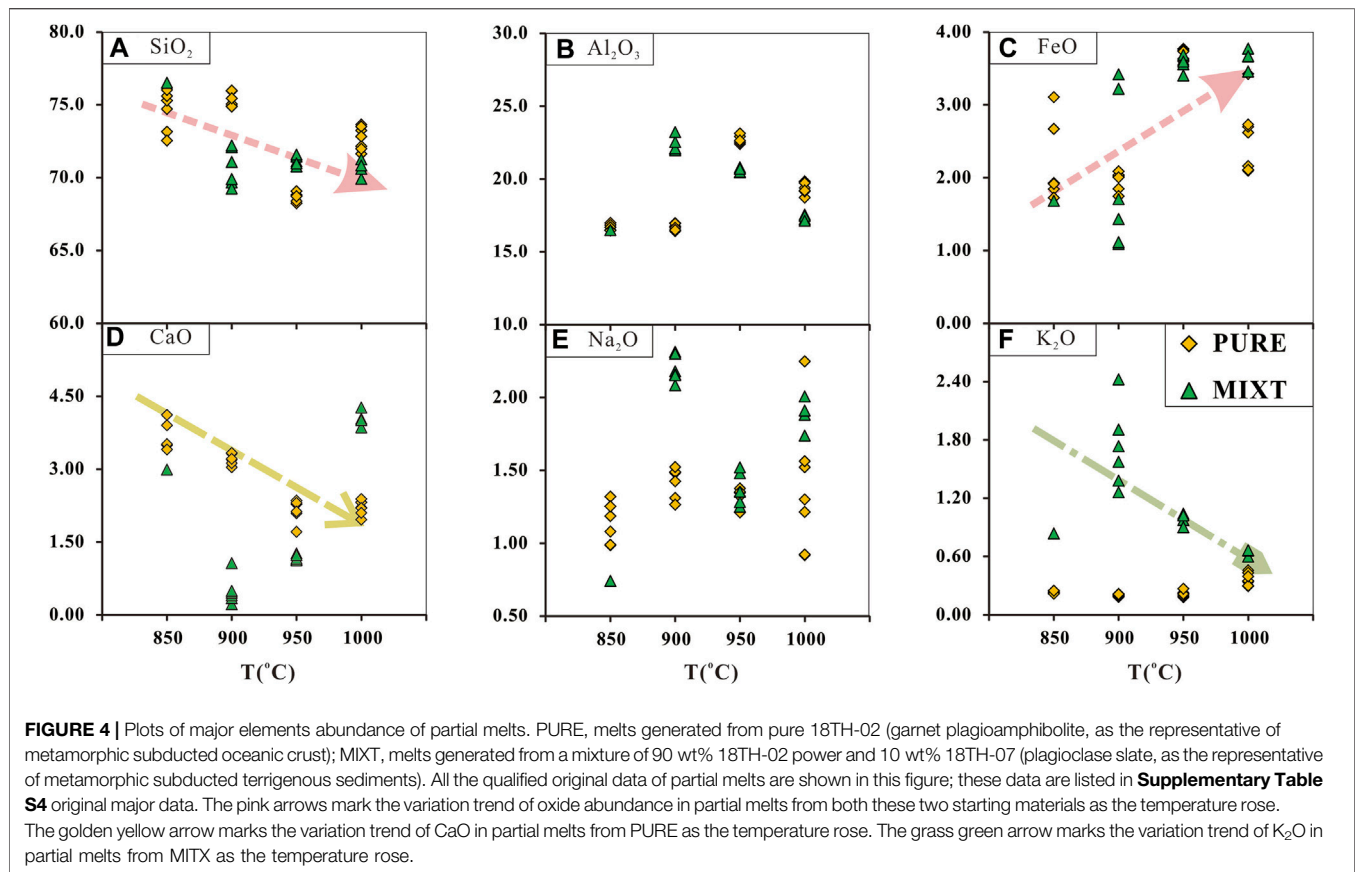 A SiO₂
80.0
75.0
70.0
65.0
60.0
B Al₂O₃
30.0
25.0
20.0
15.0
10.0
C FeO
4.00
3.00
2.00
1.00
0.00
D CaO
4.50
3.00
1.50
0.00
850 900 950 1000
T(°C)
E Na₂O
2.00
1.50
1.00
0.50
850 900 950 1000
T(°C)
F K₂O
PURE
MIXT
2.40
1.80
1.20
0.60
0.00
850 900 950 1000
T(°C)
FIGURE 4 | Plots of major elements abundance of partial melts. PURE, melts generated from pure 18TH-02 (garnet plagioamphibolite, as the representative of
metamorphic subducted oceanic crust); MIXT, melts generated from a mixture of 90 wt% 18TH-02 power and 10 wt% 18TH-07 (plagioclase slate, as the representative
of metamorphic subducted terrigenous sediments). All the qualified original data of partial melts are shown in this figure; these data are listed in Supplementary Table
S4 original major data. The pink arrows mark the variation trend of oxide abundance in partial melts from both these two starting materials as the temperature rose.
The golden yellow arrow marks the variation trend of CaO in partial melts from PURE as the temperature rose. The grass green arrow marks the variation trend of K₂O in
partial melts from MITX as the temperature rose.